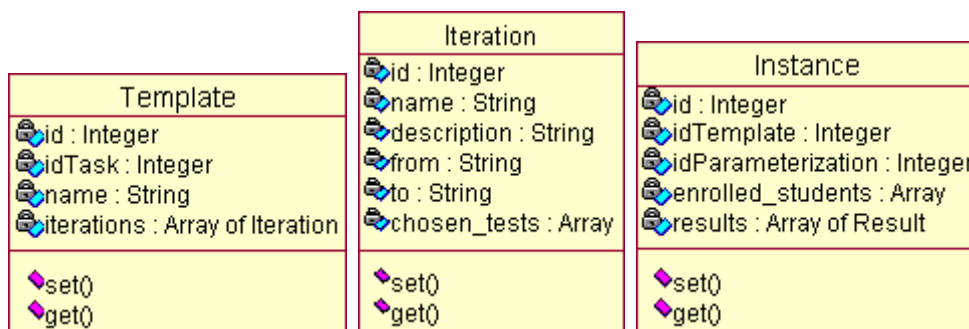 Template
id : Integer
idTask : Integer
name : String
iterations : Array of Iteration
set()
get()
Iteration
id : Integer
name : String
description : String
from : String
to : String
chosen_tests : Array
set()
get()
Instance
id : Integer
idTemplate : Integer
idParameterization : Integer
enrolled_students : Array
results : Array of Result
set()
get()